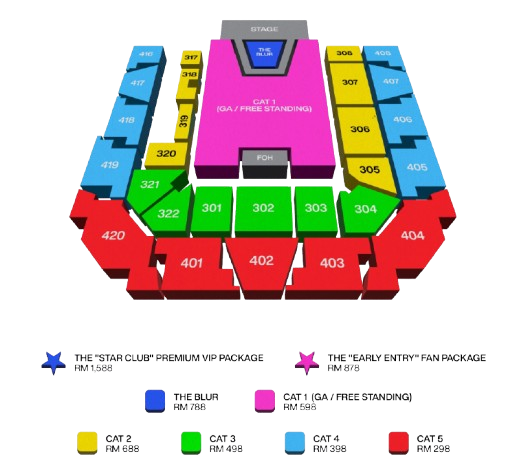 STAGE
THE
BLUR
CAT 1
(GA / FREE STANDING)
FOH
416
417
418
419
317
318
319
320
306
307
306
305
408
407
406
405
321
322
301
302
303
304
420
401
402
403
404
THE "STAR CLUB" PREMIUM VIP PACKAGE
RM 1,588
THE "EARLY ENTRY" FAN PACKAGE
RM 878
THE BLUR
RM 788
CAT 1 (GA / FREE STANDING)
RM 598
CAT 2
RM 688
CAT 3
RM 498
CAT 4
RM 398
CAT 5
RM 298